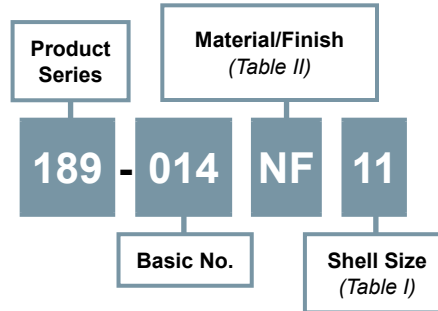 Product
Series
Material/Finish
(Table II)
189 - 014 NF 11
Basic No.
Shell Size
(Table I)